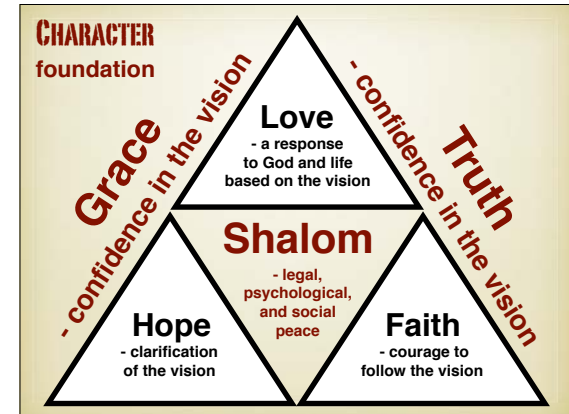 CHARACTER
foundation
Grace
- confidence in the vision
Truth
- confidence in the vision
Love
- a response
to God and life
based on the vision
Shalom
- legal,
psychological,
and social
peace
Hope
- clarification
of the vision
Faith
- courage to
follow the vision